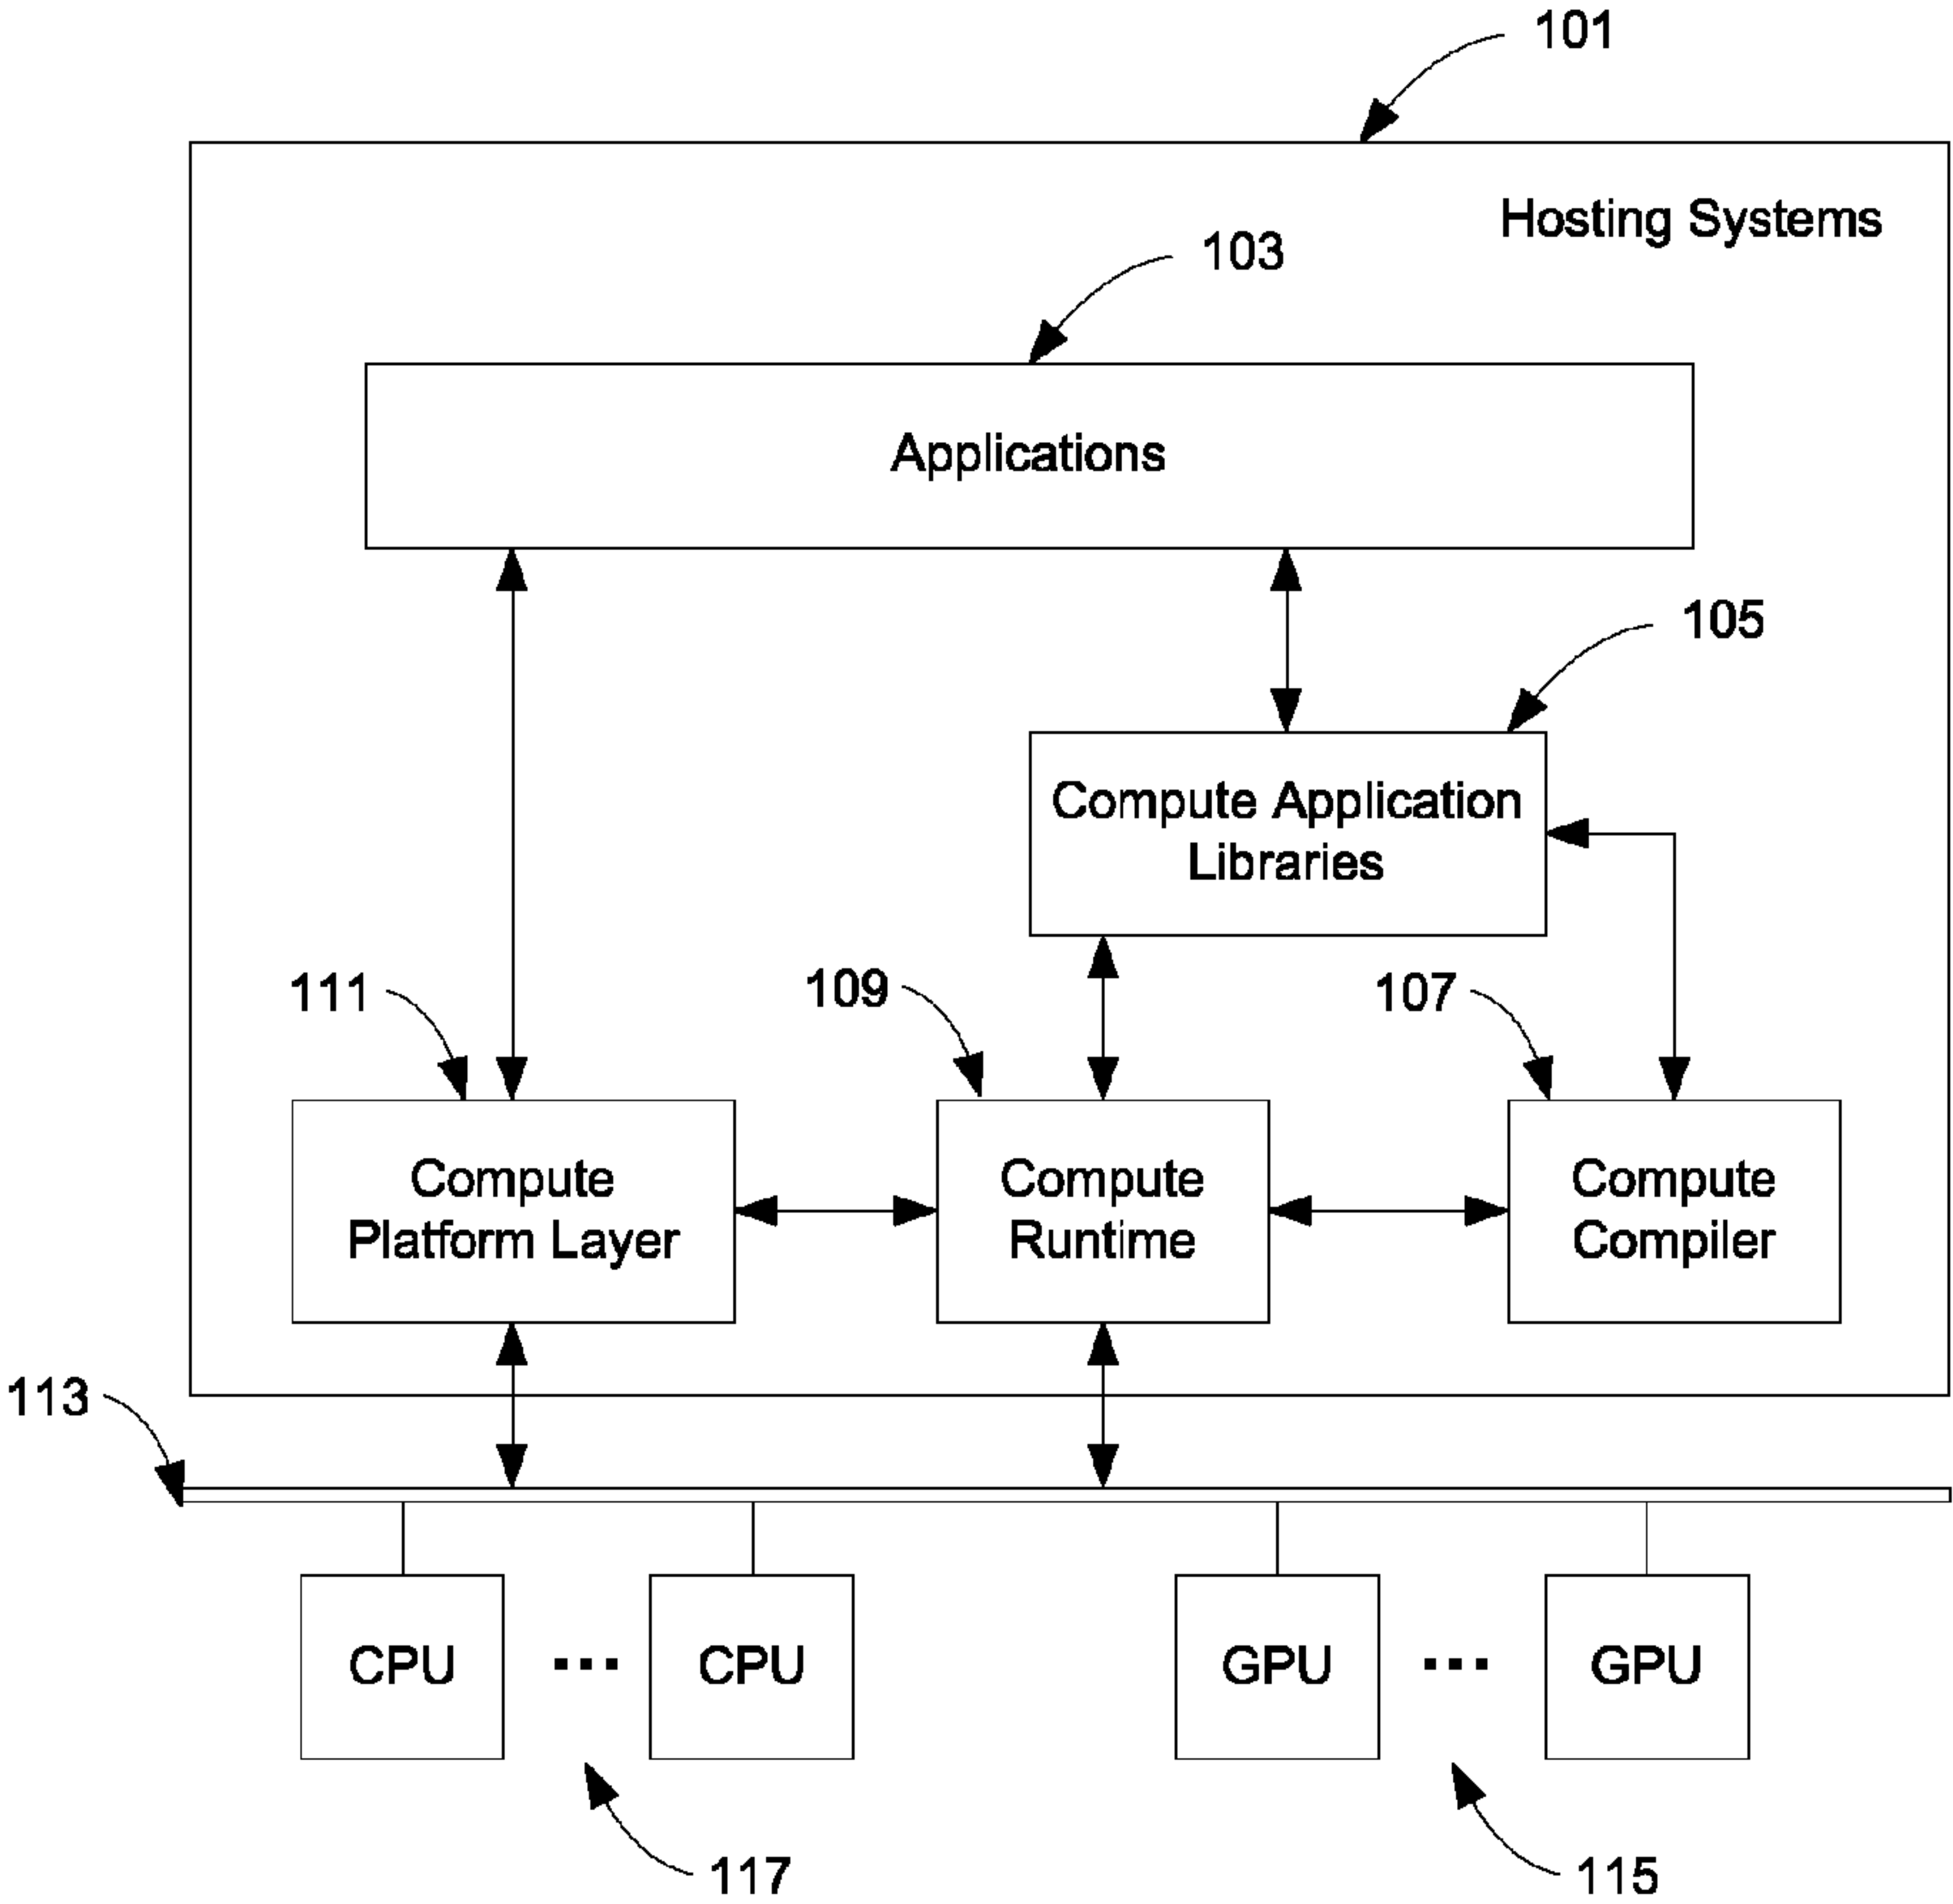 101
Hosting Systems
103
Applications
105
Compute Application
Libraries
111
109
107
Compute
Platform Layer
Compute
Runtime
Compute
Compiler
113
CPU
...
CPU
GPU
...
GPU
117
115